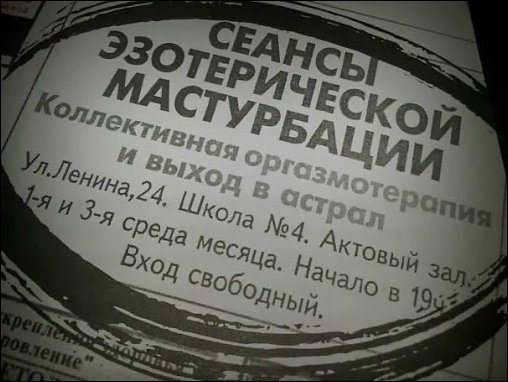 СЕАНСЫ
ЭЗОТЕРИЧЕСКОЙ
МАСТУРБАЦИИ
Коллективная оргазмотерапия
и выход в астрал
Ул.Ленина,24. Школа №4. Актовый зал.
1-я и 3-я среда месяца. Начало в 19ч.
Вход свободный.